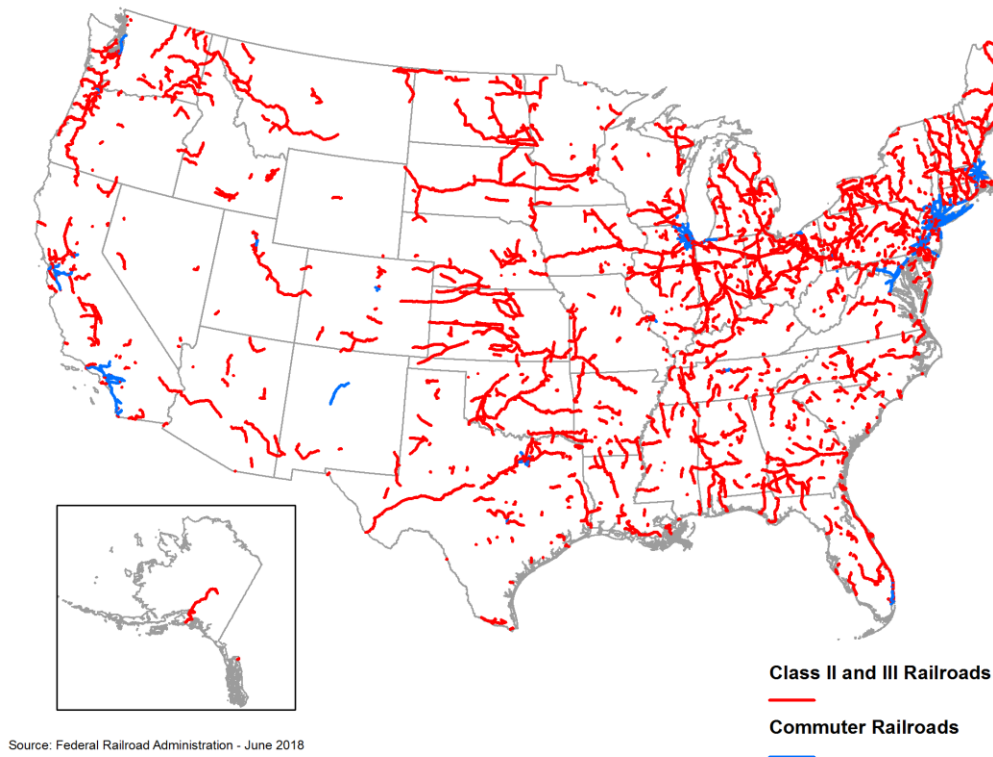 Class II and III Railroads
Commuter Railroads
Source: Federal Railroad Administration - June 2018